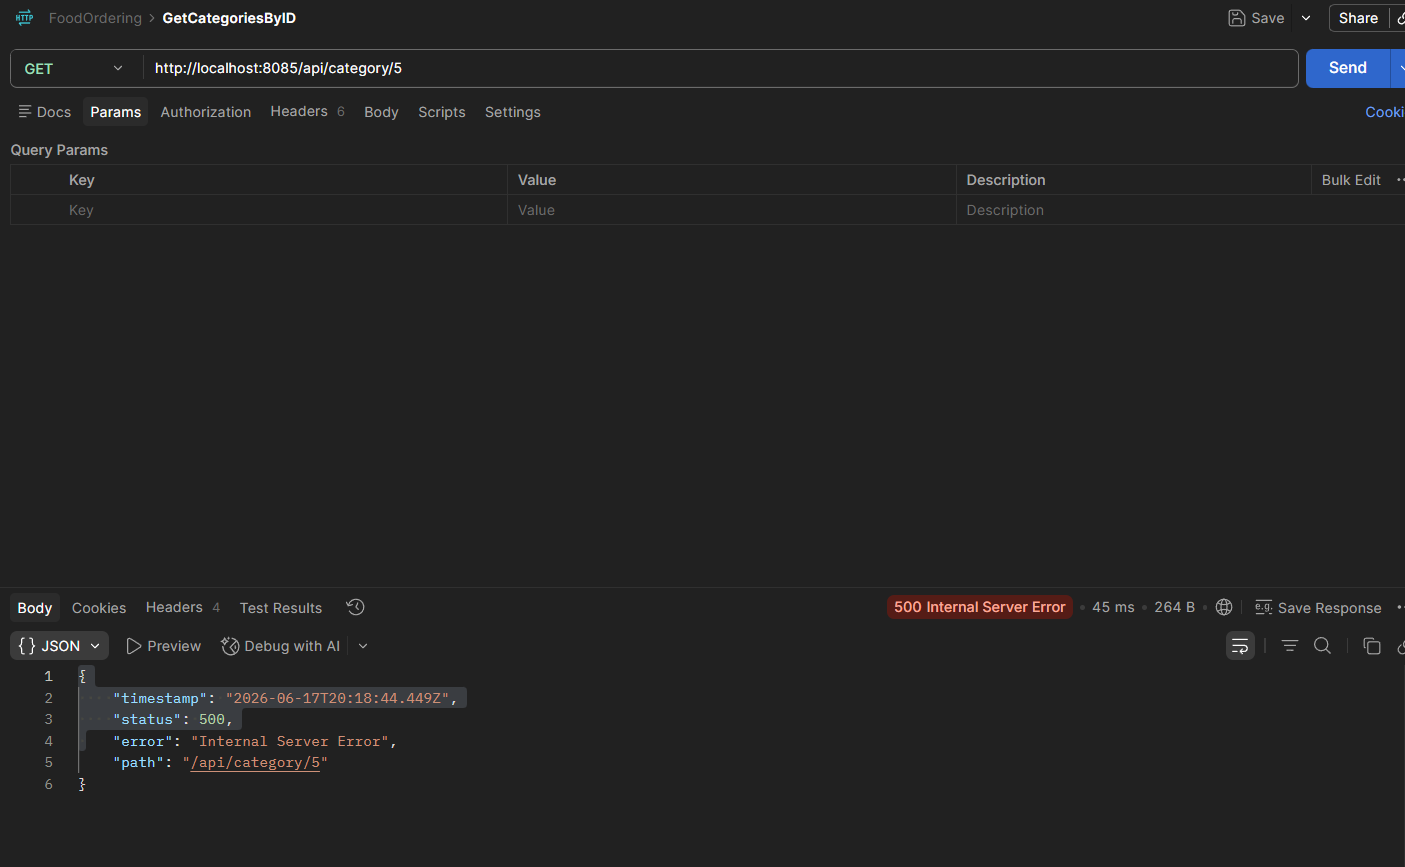 HTTP FoodOrdering > GetCategoriesByID Save Share
GET http://localhost:8085/api/category/5 Send
Docs Params Authorization Headers 6 Body Scripts Settings Cooki
Query Params
Key Value Description Bulk Edit
Key Value Description
Body Cookies Headers 4 Test Results 500 Internal Server Error • 45 ms • 264 B • e.g. Save Response
{} JSON Preview Debug with AI
1 {
2 "timestamp": "2026-06-17T20:18:44.449Z",
3 "status": 500,
4 "error": "Internal Server Error",
5 "path": "/api/category/5"
6 }